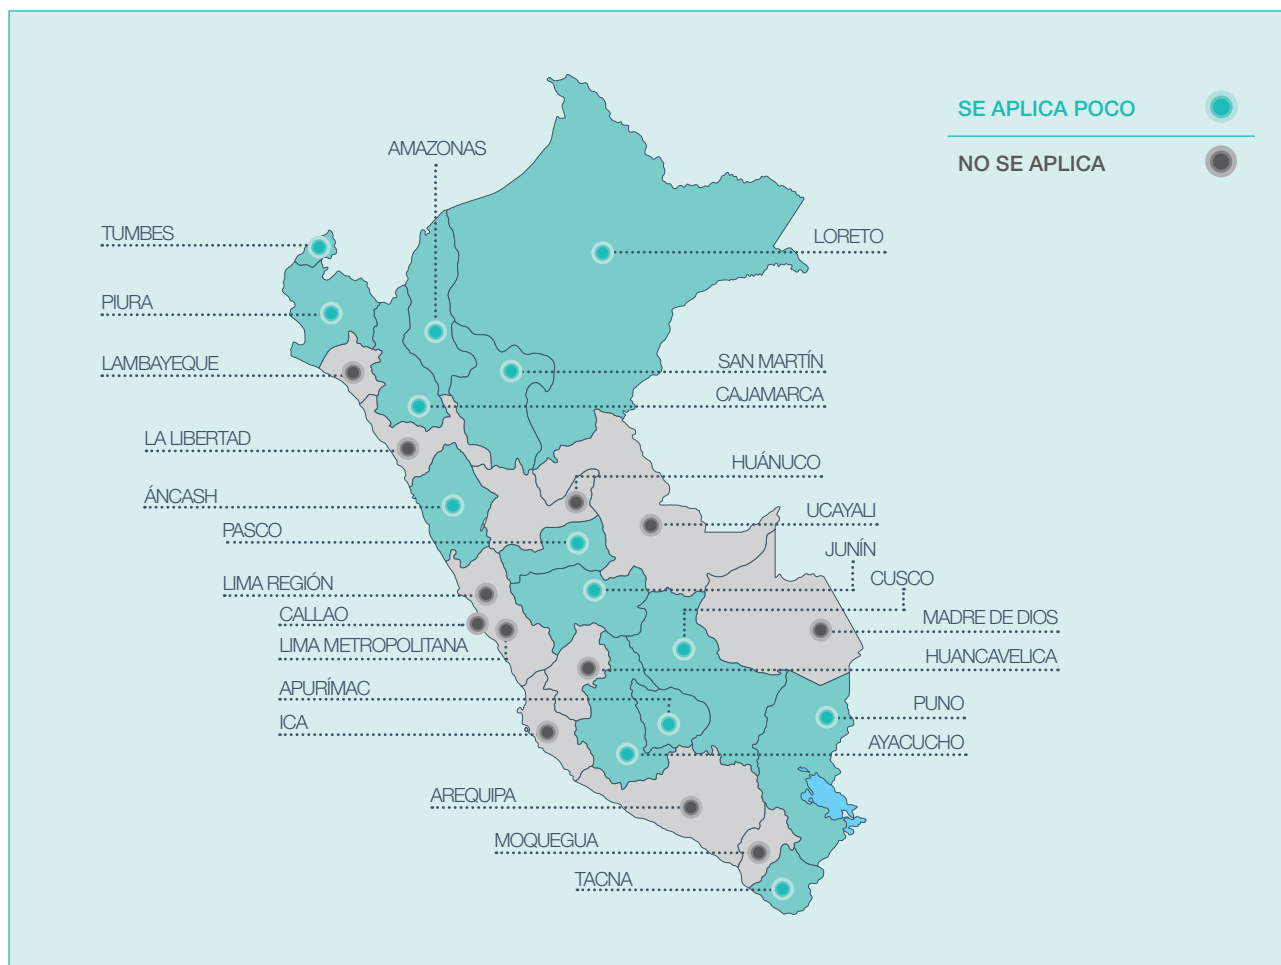 SE APLICA POCO
NO SE APLICA
AMAZONAS
TUMBES
LORETO
PIURA
LAMBAYEQUE
SAN MARTÍN
CAJAMARCA
LA LIBERTAD
HUÁNUCO
ÁNCASH
UCAYALI
PASCO
JUNÍN
CUSCO
LIMA REGIÓN
CALLAO
MADRE DE DIOS
LIMA METROPOLITANA
HUANCAVELICA
APURÍMAC
PUNO
ICA
AYACUCHO
AREQUIPA
MOQUEGUA
TACNA